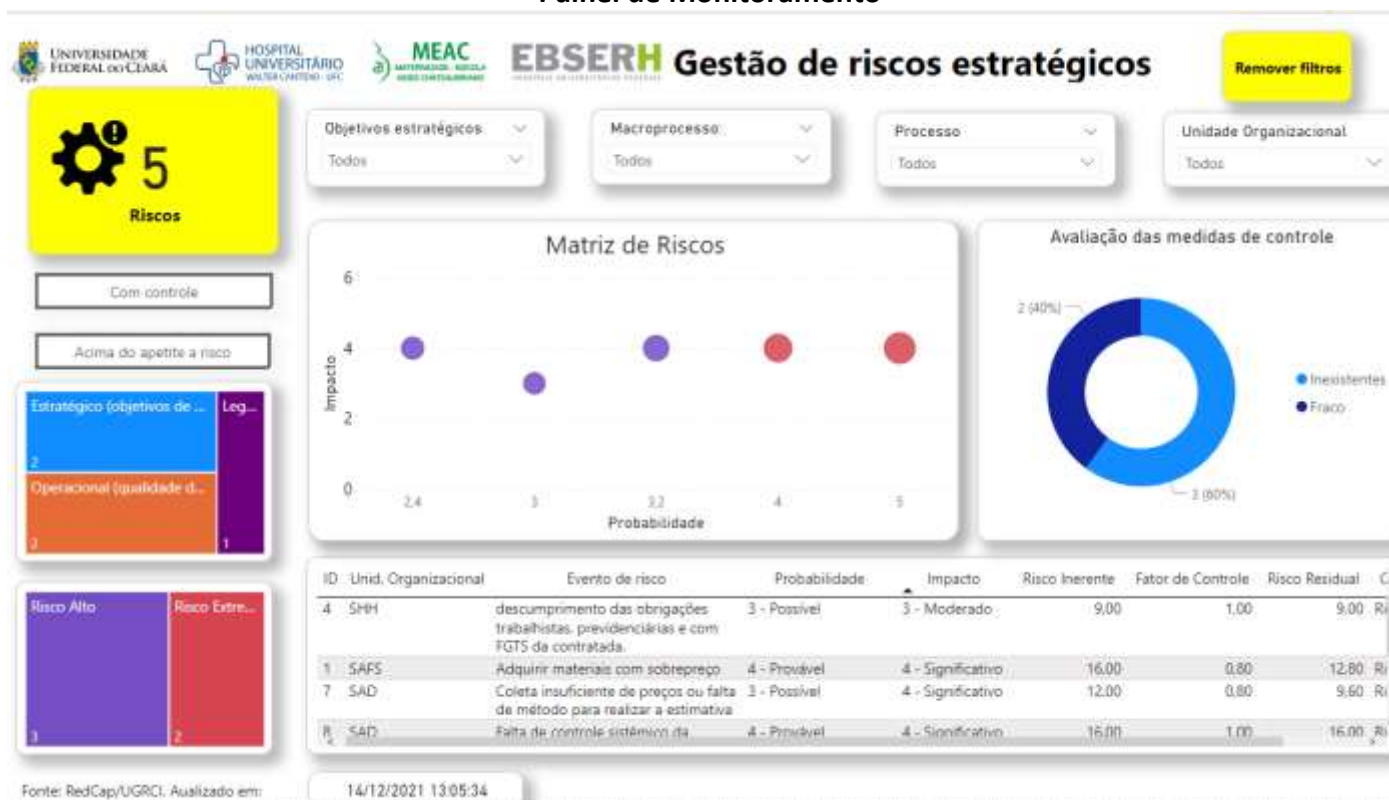 Painel de Monitoramento
UNIVERSIDADE
FEDERAL DO CEARÁ
HOSPITAL
UNIVERSITÁRIO
WALTER CANTÍDIO - UFC
MEAC
EBSERH
Gestão de riscos estratégicos
Remover filtros
5
Riscos
Objetivos estratégicos
Todos
Macroprocesso
Todos
Processo
Todos
Unidade Organizacional
Todos
Com controle
Acima do apetite a risco
Matriz de Riscos
Impacto
6
4
2
0
2,4
3
3,2
4
5
Probabilidade
Avaliação das medidas de controle
2 (40%)
3 (60%)
Inexistentes
Fraco
Estratégico (objetivos de ...
2
Leg...
1
Operacional (qualidade d...
2
Risco Alto
3
Risco Extre...
2
ID Unid. Organizacional Evento de risco Probabilidade Impacto Risco Inerente Fator de Controle Risco Residual C
4 SHH descumprimento das obrigações 3 - Possível 3 - Moderado 9,00 1,00 9,00 Ri
trabalhistas, previdenciárias e com
FGTS da contratada.
1 SAFS Adquirir materiais com sobrepreço 4 - Provável 4 - Significativo 16,00 0,80 12,80 Ri
7 SAD Coleta insuficiente de preços ou falta 3 - Possível 4 - Significativo 12,00 0,80 9,60 Ri
de método para realizar a estimativa
8 SAD Falta de controle sistêmico da 4 - Provável 4 - Significativo 16,00 1,00 16,00 Ri
Fonte: RedCap/UGRCI. Aualizado em:
14/12/2021 13:05:34